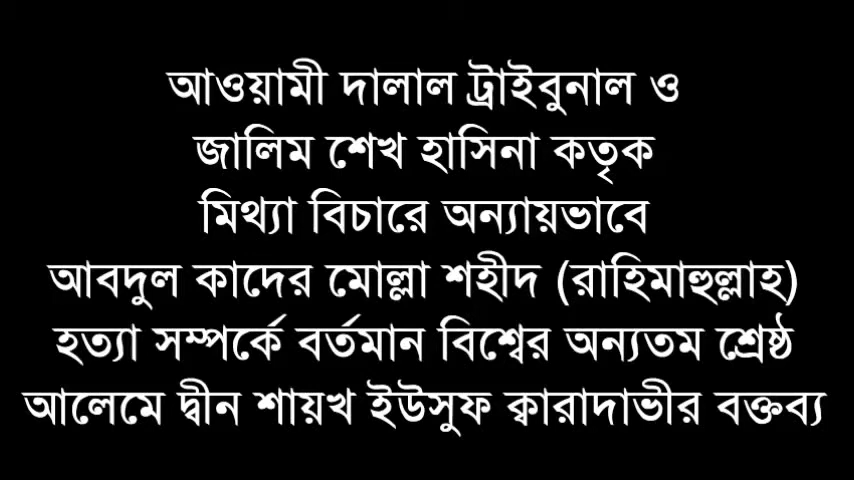 আওয়ামী দালাল ট্রাইবুনাল ও
জালিম শেখ হাসিনা কতৃক
মিথ্যা বিচারে অন্যায়ভাবে
আবদুল কাদের মোল্লা শহীদ (রাহিমাহুল্লাহ)
হত্যা সম্পর্কে বর্তমান বিশ্বের অন্যতম শ্রেষ্ঠ
আলেমে দ্বীন শায়খ ইউসুফ ক্বারাদাভীর বক্তব্য